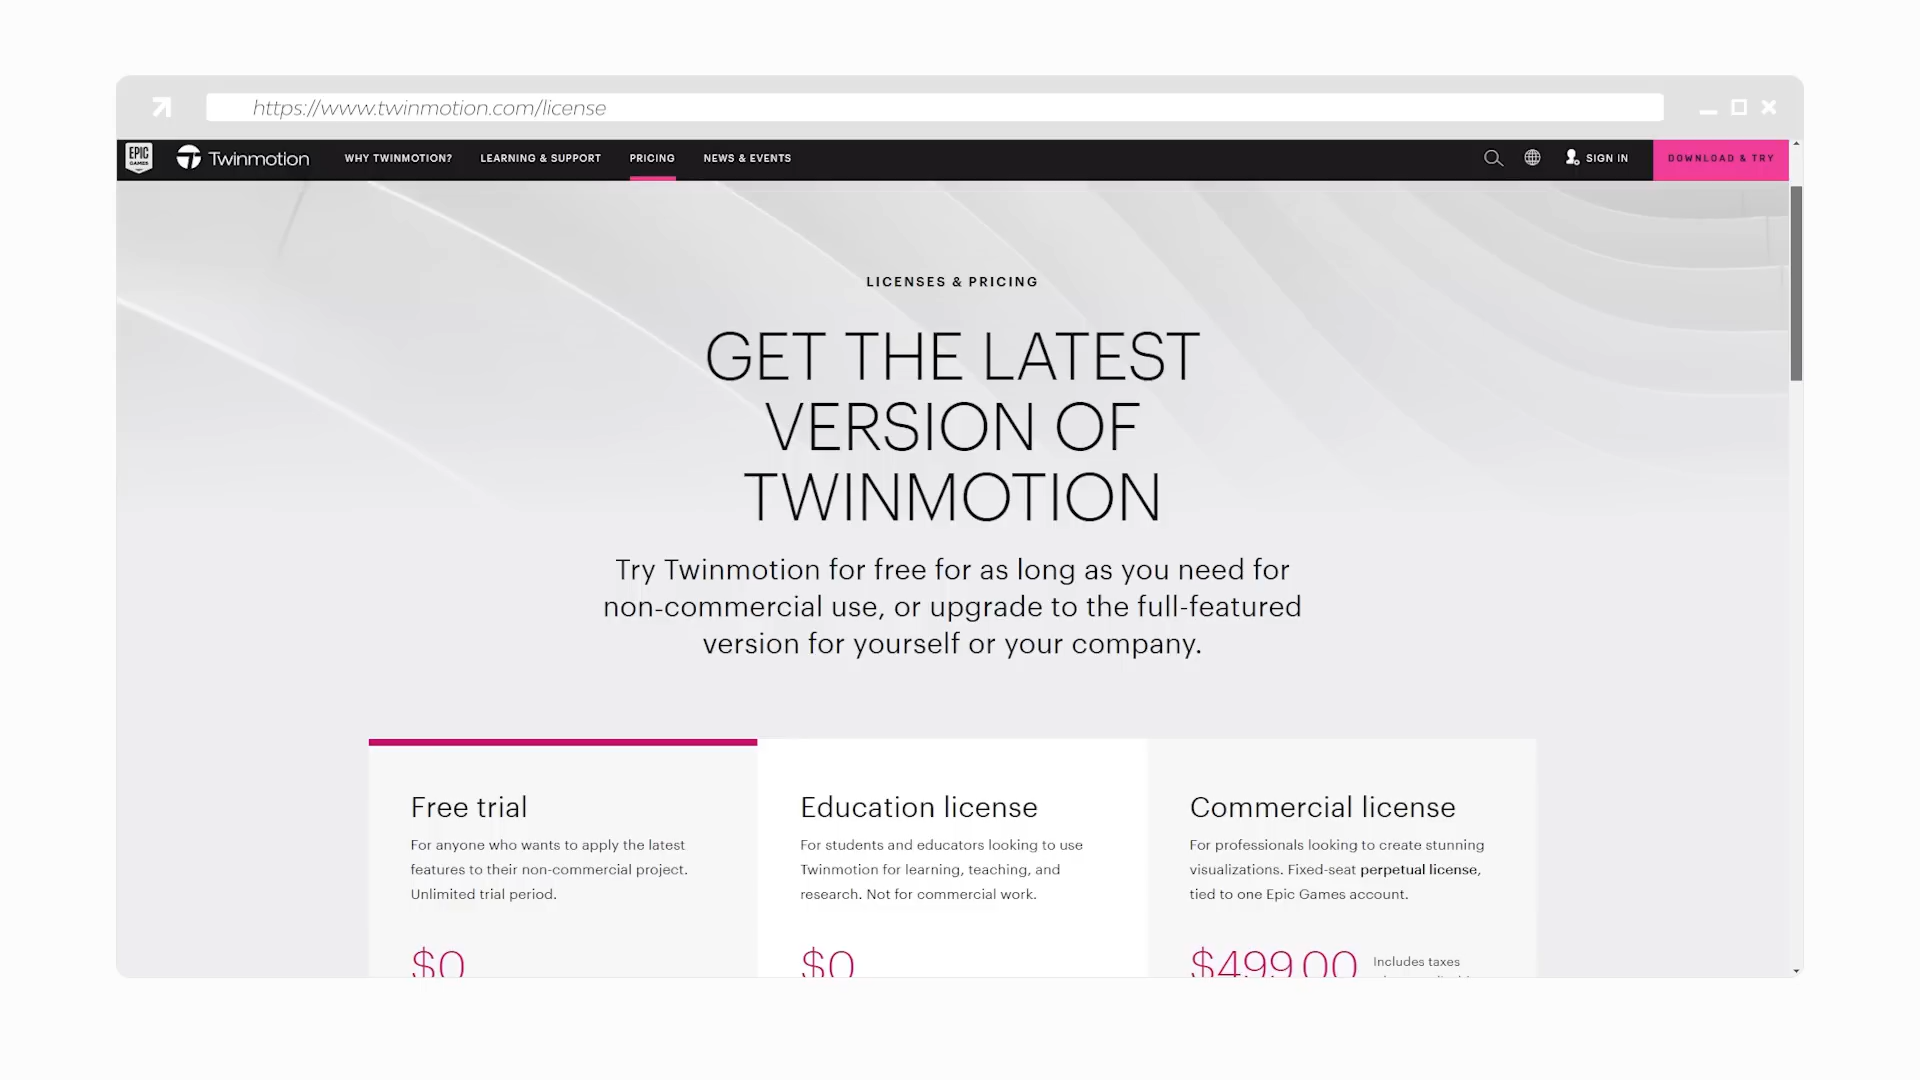 https://www.twinmotion.com/license
EPIC GAMES
Twinmotion
WHY TWINMOTION?
LEARNING & SUPPORT
PRICING
NEWS & EVENTS
SIGN IN
DOWNLOAD & TRY
LICENSES & PRICING
GET THE LATEST
VERSION OF
TWINMOTION
Try Twinmotion for free for as long as you need for
non-commercial use, or upgrade to the full-featured
version for yourself or your company.
Free trial
For anyone who wants to apply the latest
features to their non-commercial project.
Unlimited trial period.
$0
Education license
For students and educators looking to use
Twinmotion for learning, teaching, and
research. Not for commercial work.
$0
Commercial license
For professionals looking to create stunning
visualizations. Fixed-seat perpetual license,
tied to one Epic Games account.
$499.00
Includes taxes